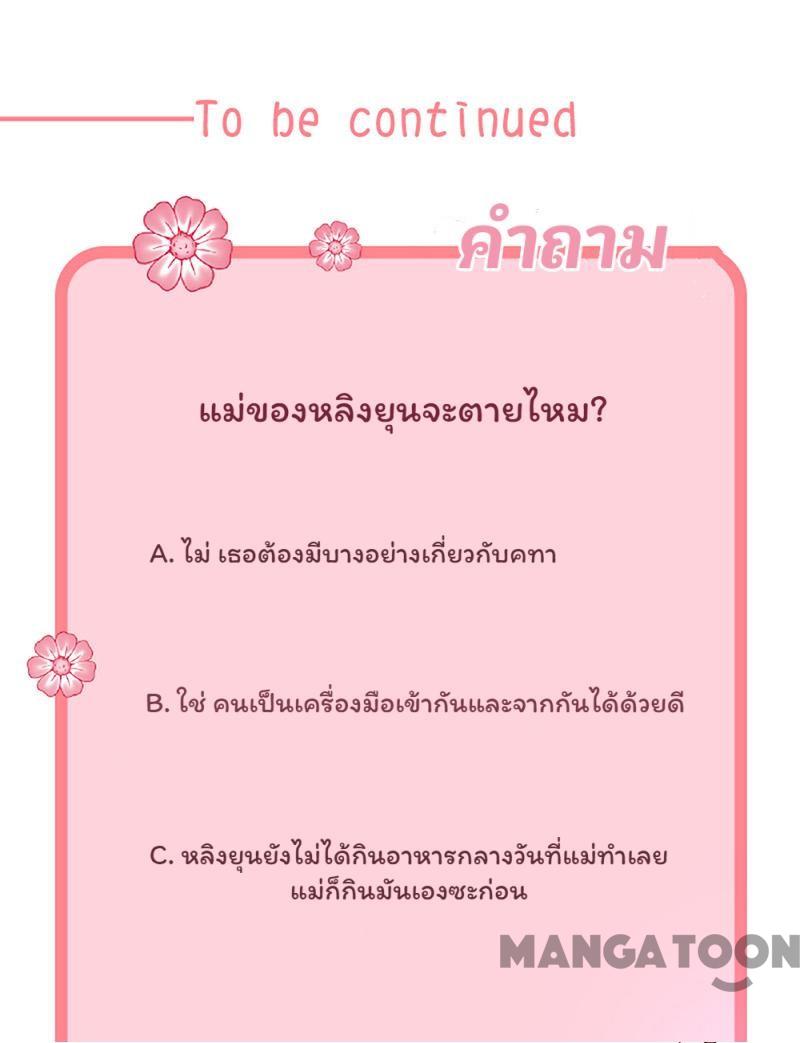 To be continued
คำถาม
แม่ของหลิงยุนจะตายไหม?
A. ไม่ เธอต้องมีบางอย่างเกี่ยวกับคทา
B. ใช่ คนเป็นเครื่องมือเข้ากันและจากกันได้ด้วยดี
C. หลิงยุนยังไม่ได้กินอาหารกลางวันที่แม่ทำเลย
แม่ก็กินมันเองซะก่อน
MANGATOON